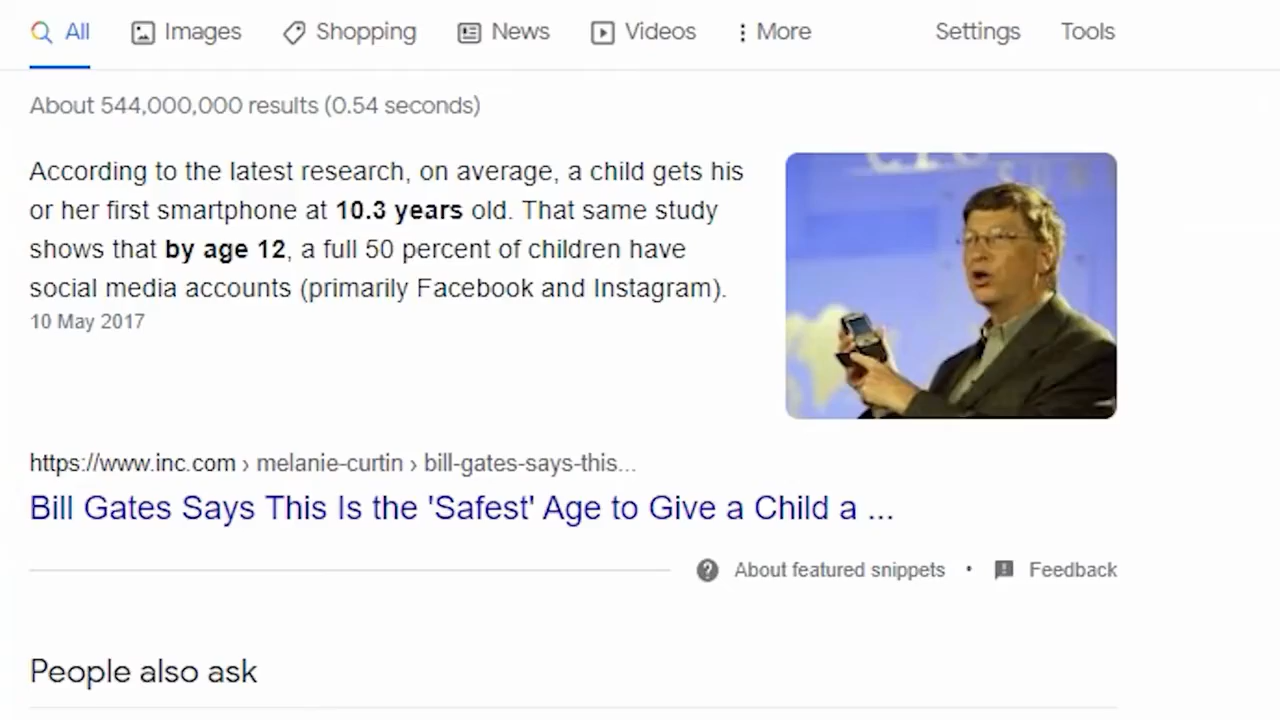 All Images Shopping News Videos More Settings Tools
About 544,000,000 results (0.54 seconds)
According to the latest research, on average, a child gets his
or her first smartphone at 10.3 years old. That same study
shows that by age 12, a full 50 percent of children have
social media accounts (primarily Facebook and Instagram).
10 May 2017
https://www.inc.com › melanie-curtin › bill-gates-says-this...
Bill Gates Says This Is the 'Safest' Age to Give a Child a ...
About featured snippets • Feedback
People also ask